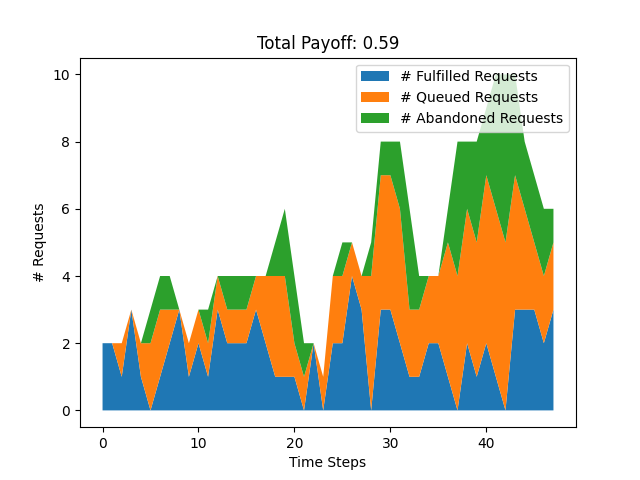 Total Payoff: 0.59
# Fulfilled Requests
# Queued Requests
# Abandoned Requests
# Requests
10
8
6
4
2
0
0 10 20 30 40
Time Steps